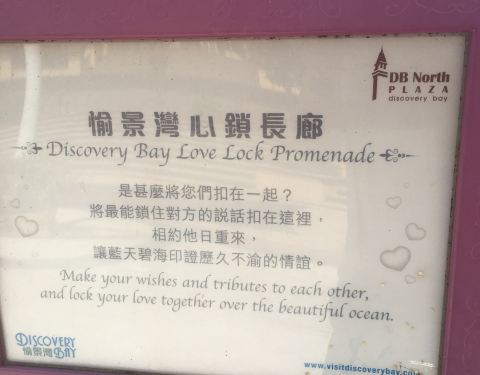 DB North
PLAZA
discovery bay
愉景灣心鎖長廊
Discovery Bay Love Lock Promenade
是甚麼將您們扣在一起？
將最能鎖住對方的說話扣在這裡，
相約他日重來，
讓藍天碧海印證歷久不渝的情誼。
Make your wishes and tributes to each other,
and lock your love together over the beautiful ocean.
DISCOVERY
愉景灣 BAY
www.visitdiscoverybay.com